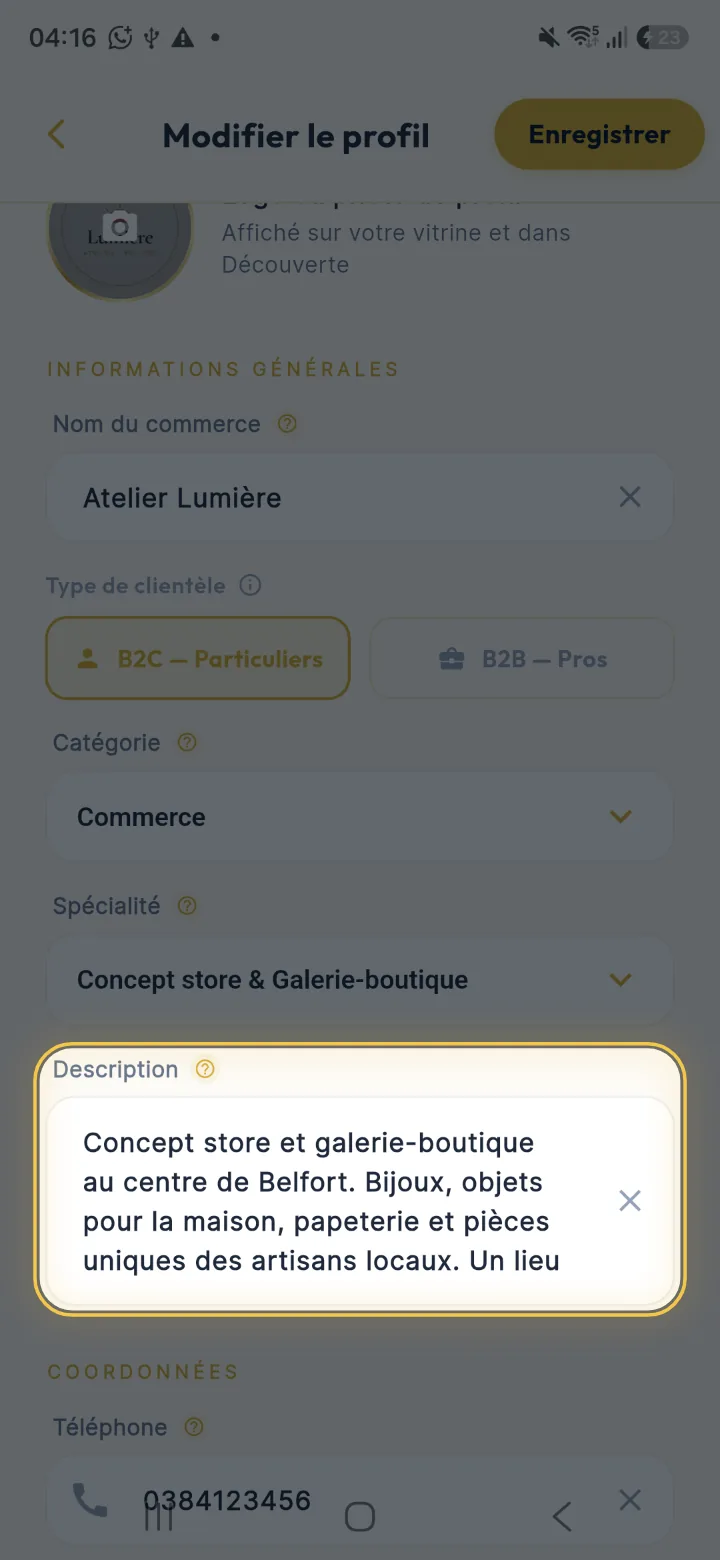 04:16
5
23
Modifier le profil
Enregistrer
Lumière
Affiché sur votre vitrine et dans
Découverte
INFORMATIONS GÉNÉRALES
Nom du commerce
Atelier Lumière
Type de clientèle
B2C — Particuliers
B2B — Pros
Catégorie
Commerce
Spécialité
Concept store & Galerie-boutique
Description
Concept store et galerie-boutique
au centre de Belfort. Bijoux, objets
pour la maison, papeterie et pièces
uniques des artisans locaux. Un lieu
COORDONNÉES
Téléphone
0384123456